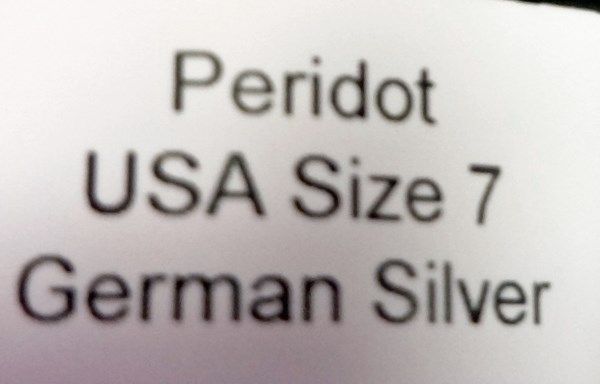 Peridot
USA Size 7
German Silver